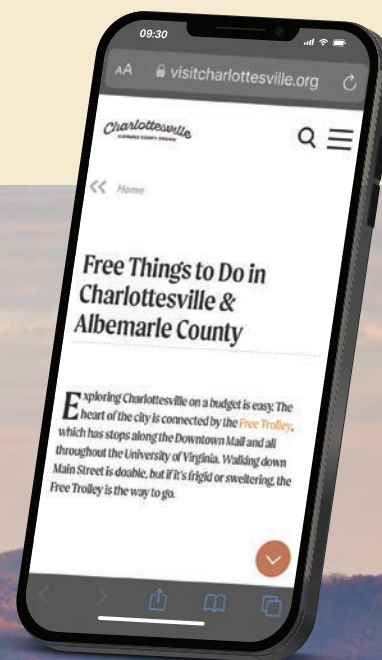 09:30
AA visitcharlottesville.org
Charlottesville
ALBEMARLE COUNTY VIRGINIA
Home
Free Things to Do in
Charlottesville &
Albemarle County
Exploring Charlottesville on a budget is easy. The
heart of the city is connected by the Free Trolley,
which has stops along the Downtown Mall and all
throughout the University of Virginia. Walking down
Main Street is doable, but if it's frigid or sweltering, the
Free Trolley is the way to go.